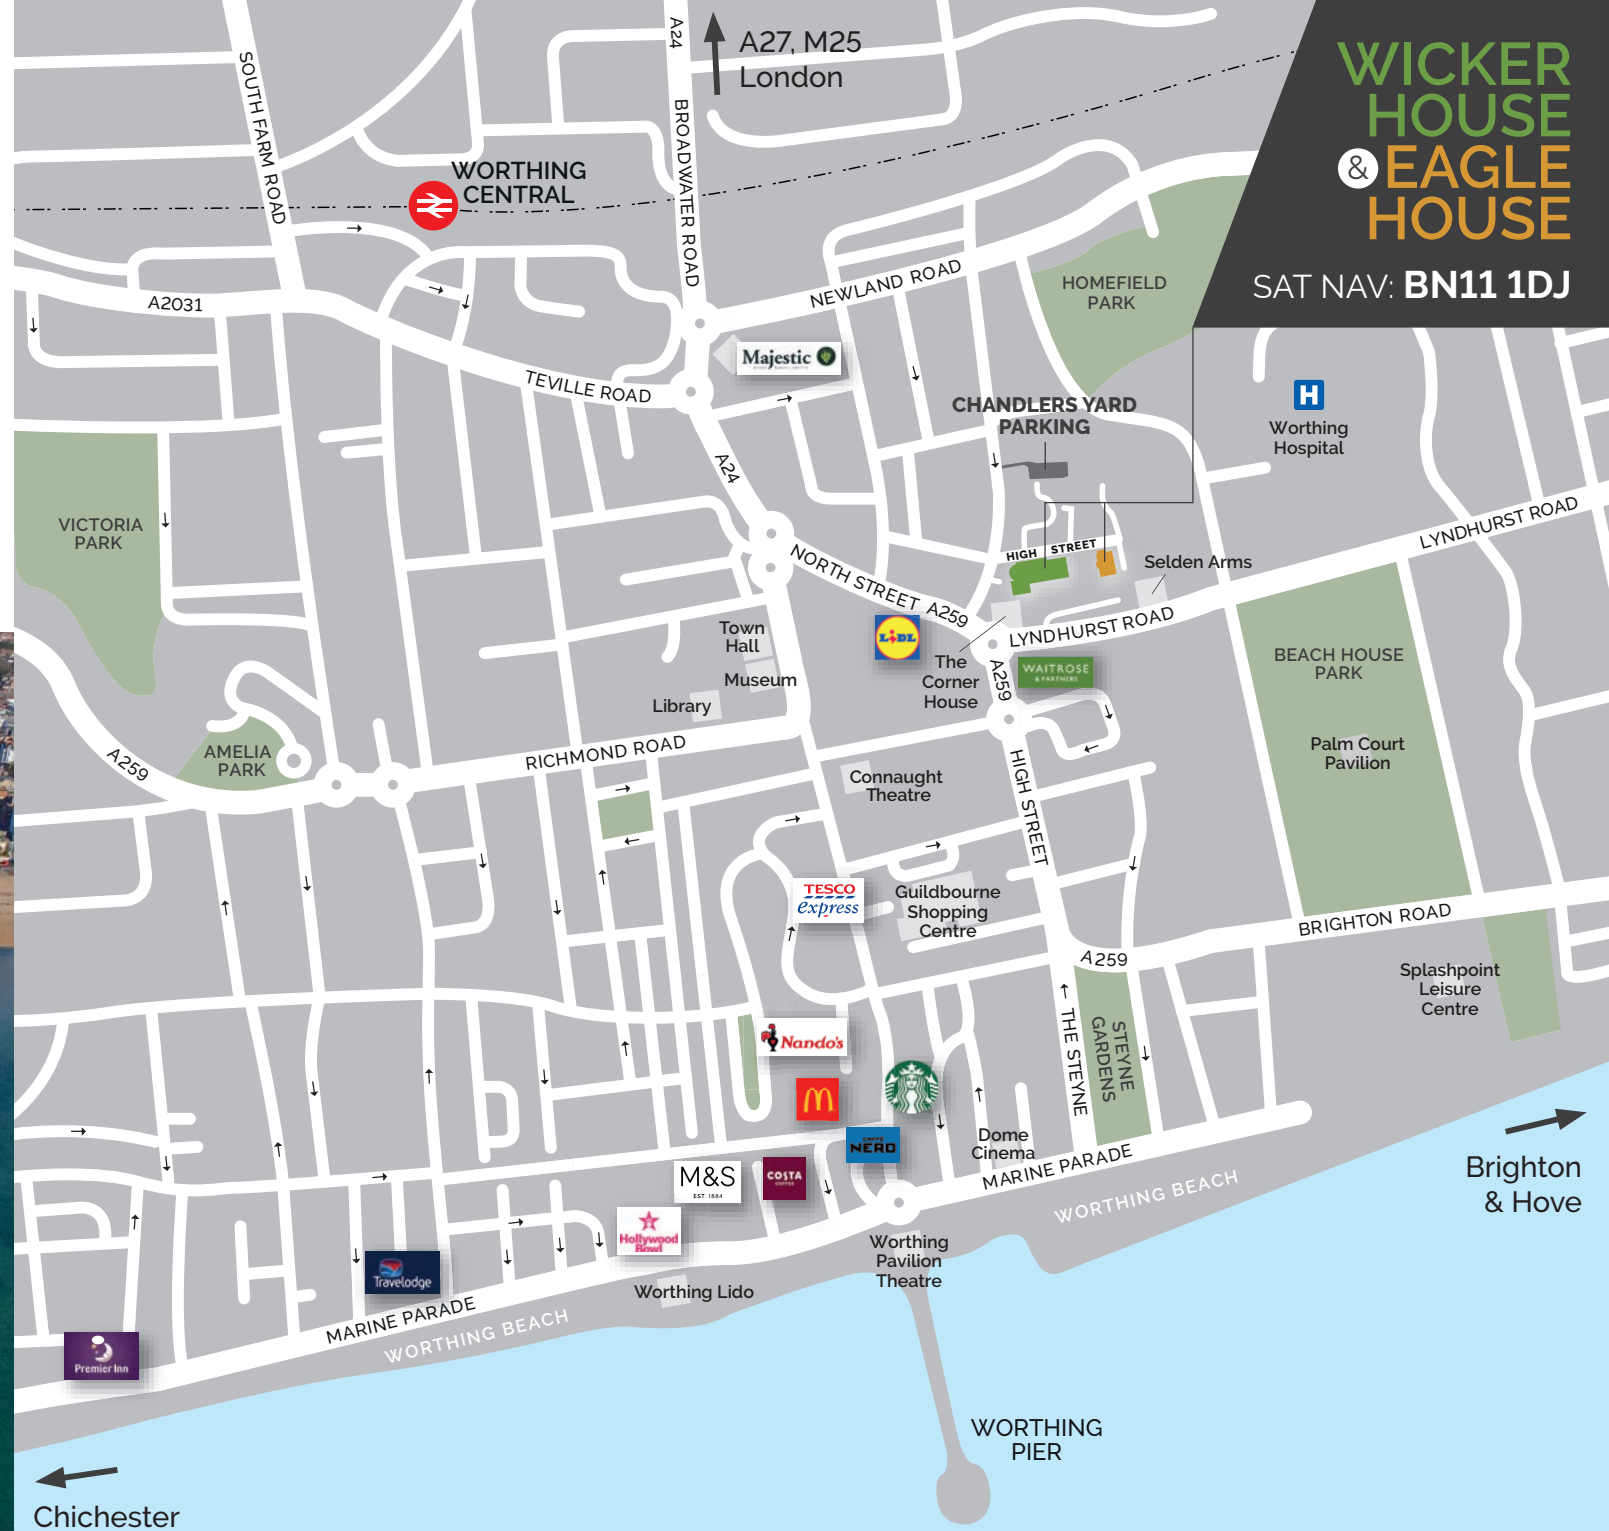 A24
A27, M25
London
WICKER
HOUSE
& EAGLE
HOUSE
SAT NAV: BN11 1DJ
SOUTH FARM ROAD
BROADWATER ROAD
WORTHING
CENTRAL
A2031
NEWLAND ROAD
HOMEFIELD
PARK
Majestic
TEVILLE ROAD
CHANDLERS YARD
PARKING
H
Worthing
Hospital
A24
VICTORIA
PARK
LYNDHURST ROAD
HIGH STREET
Selden Arms
NORTH STREET A259
LYNDHURST ROAD
LiDL
Town
Hall
Museum
Library
The
Corner
House
A259
WAITROSE
& PARTNERS
BEACH HOUSE
PARK
Palm Court
Pavilion
A259
AMELIA
PARK
RICHMOND ROAD
Connaught
Theatre
HIGH STREET
TESCO
express
Guildbourne
Shopping
Centre
BRIGHTON ROAD
A259
Splashpoint
Leisure
Centre
THE STEYNE
STEYNE
GARDENS
Nando's
M
CAFFÈ
NERO
Dome
Cinema
MARINE PARADE
WORTHING BEACH
Brighton
& Hove
M&S
EST. 1884
COSTA
COFFEE
Hollywood
Bowl
Worthing
Pavilion
Theatre
Travelodge
Worthing Lido
MARINE PARADE
WORTHING BEACH
Premier Inn
WORTHING
PIER
Chichester